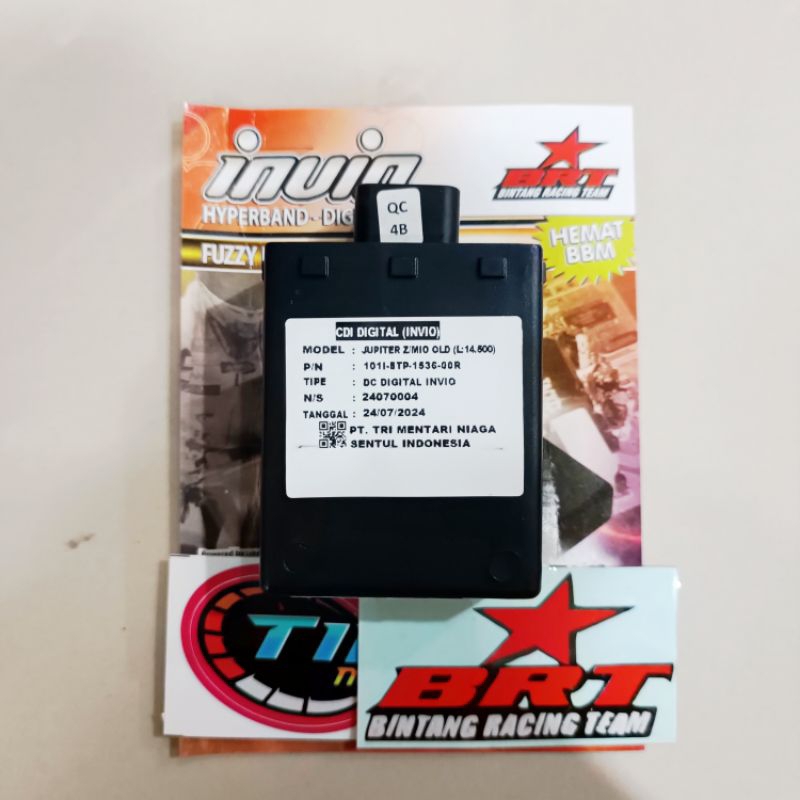 invio
BRT
BINTANG RACING TEAM
HYPERBAND - DIG
FUZZY
HEMAT
BBM
QC
4B
CDI DIGITAL (INVIO)
MODEL : JUPITER Z/MIO OLD (L:14.500)
P/N : 101I-STP-1536-00R
TIPE : DC DIGITAL INVIO
N/S : 24070004
TANGGAL : 24/07/2024
PT. TRI MENTARI NIAGA
SENTUL INDONESIA
BRT
BINTANG RACING TEAM